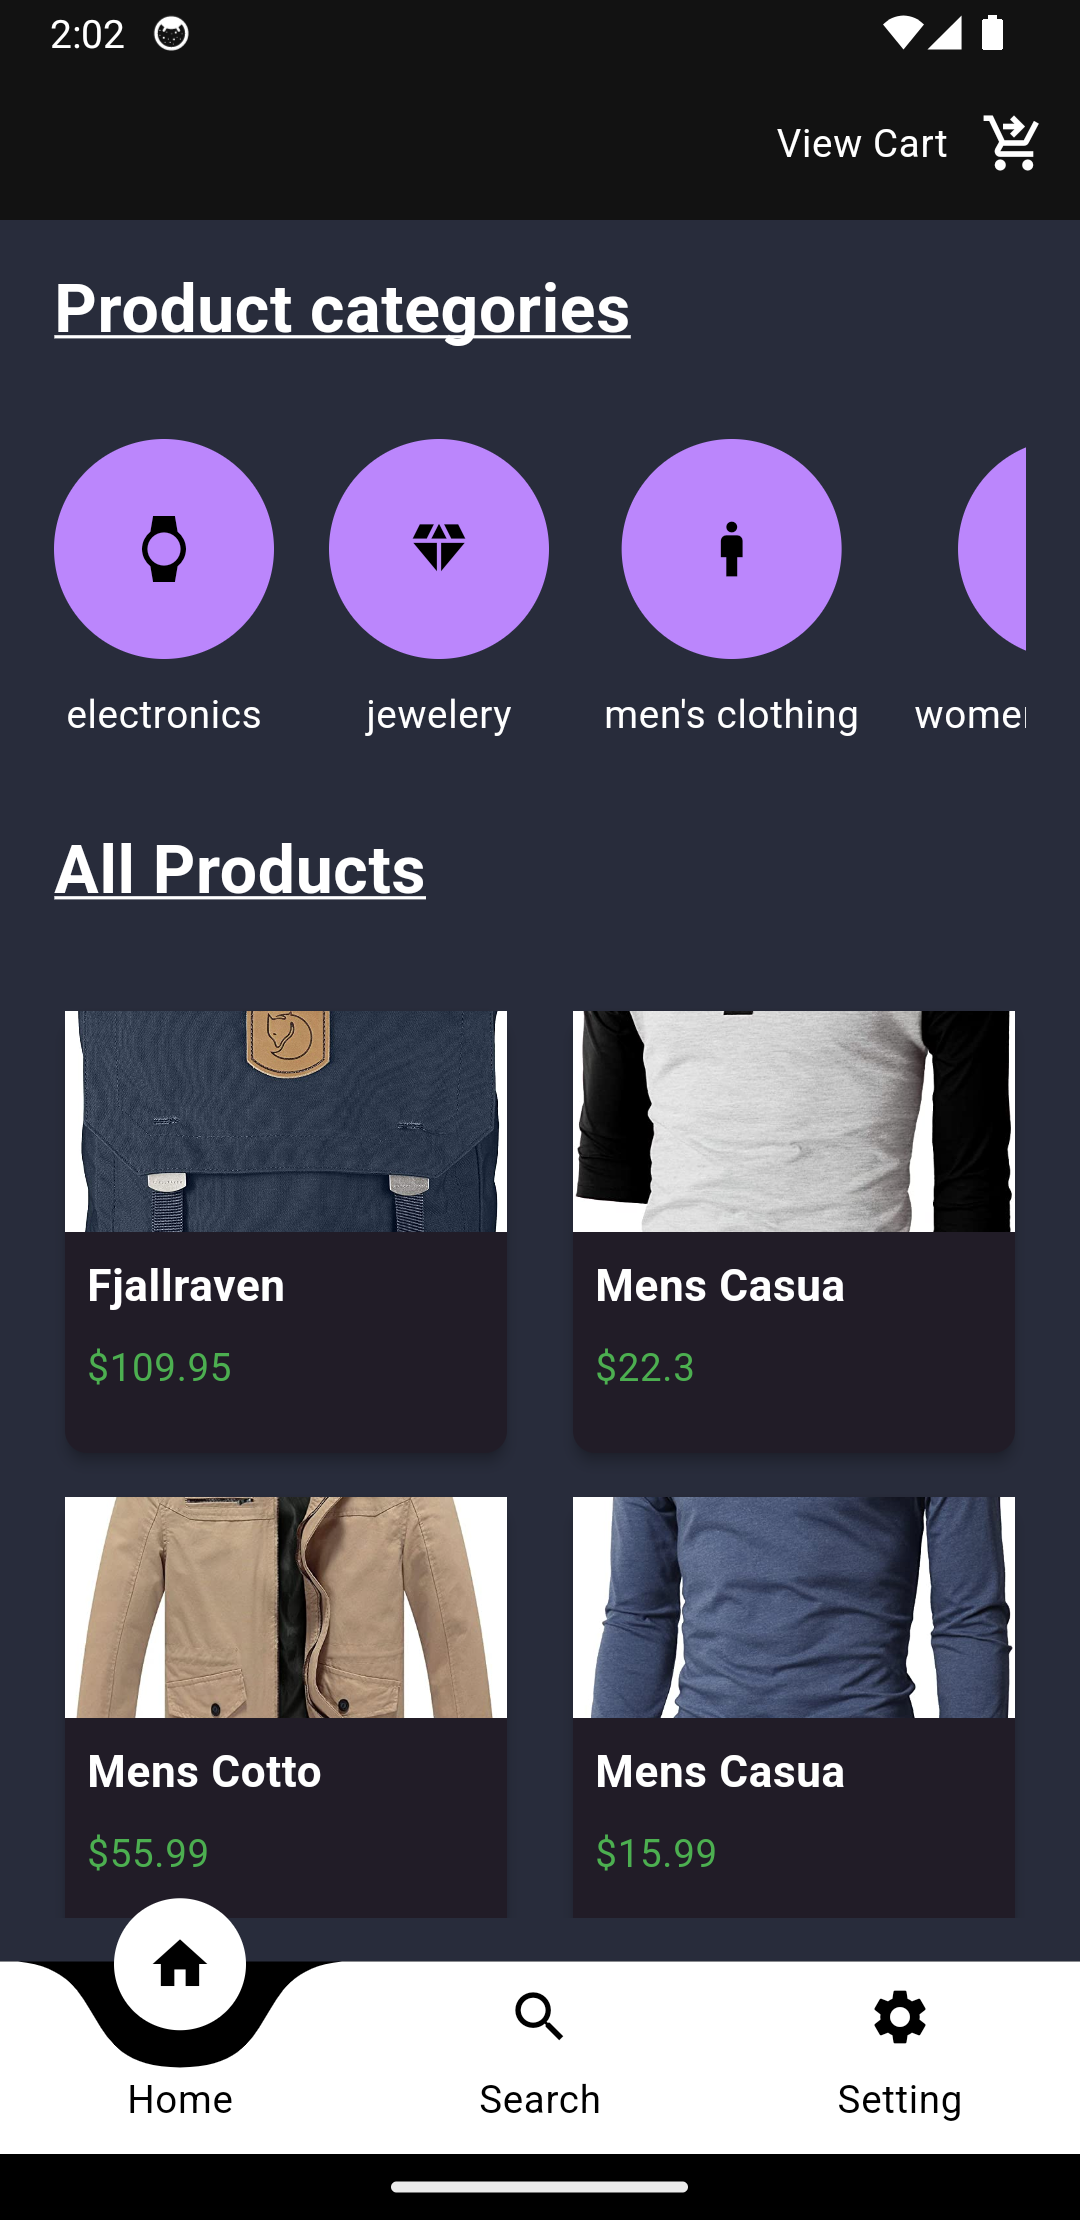 2:02
View Cart
Product categories
electronics
jewelery
men's clothing
women
All Products
Fjallraven
$109.95
Mens Casua
$22.3
Mens Cotto
$55.99
Mens Casua
$15.99
Home
Search
Setting